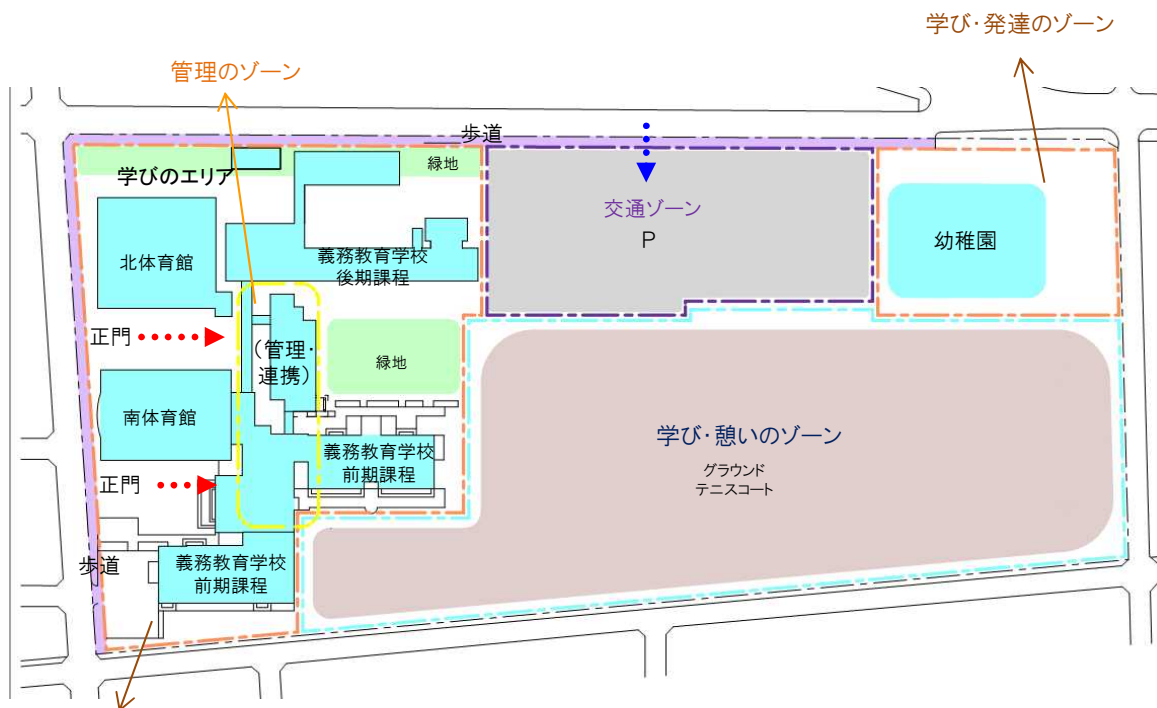 学び・発達のゾーン
管理のゾーン
歩道
緑地
学びのエリア
交通ゾーン
P
幼稚園
北体育館
義務教育学校
後期課程
正門
(管理・
連携)
緑地
南体育館
学び・憩いのゾーン
グラウンド
テニスコート
義務教育学校
前期課程
正門
歩道
義務教育学校
前期課程